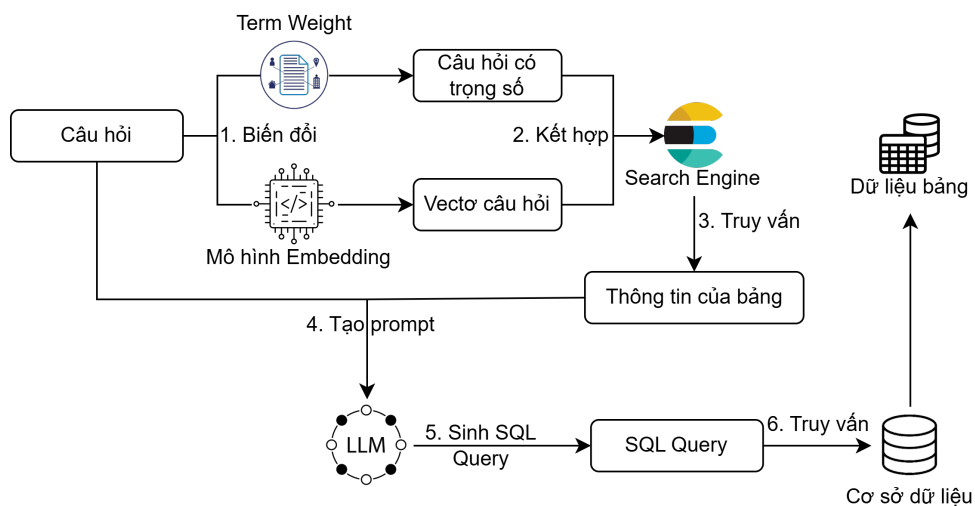 Term Weight
Câu hỏi có
trọng số
Câu hỏi
1. Biến đổi
2. Kết hợp
Search Engine
Dữ liệu bảng
Vectơ câu hỏi
</>
Mô hình Embedding
3. Truy vấn
Thông tin của bảng
4. Tạo prompt
LLM
5. Sinh SQL
Query
SQL Query
6. Truy vấn
Cơ sở dữ liệu